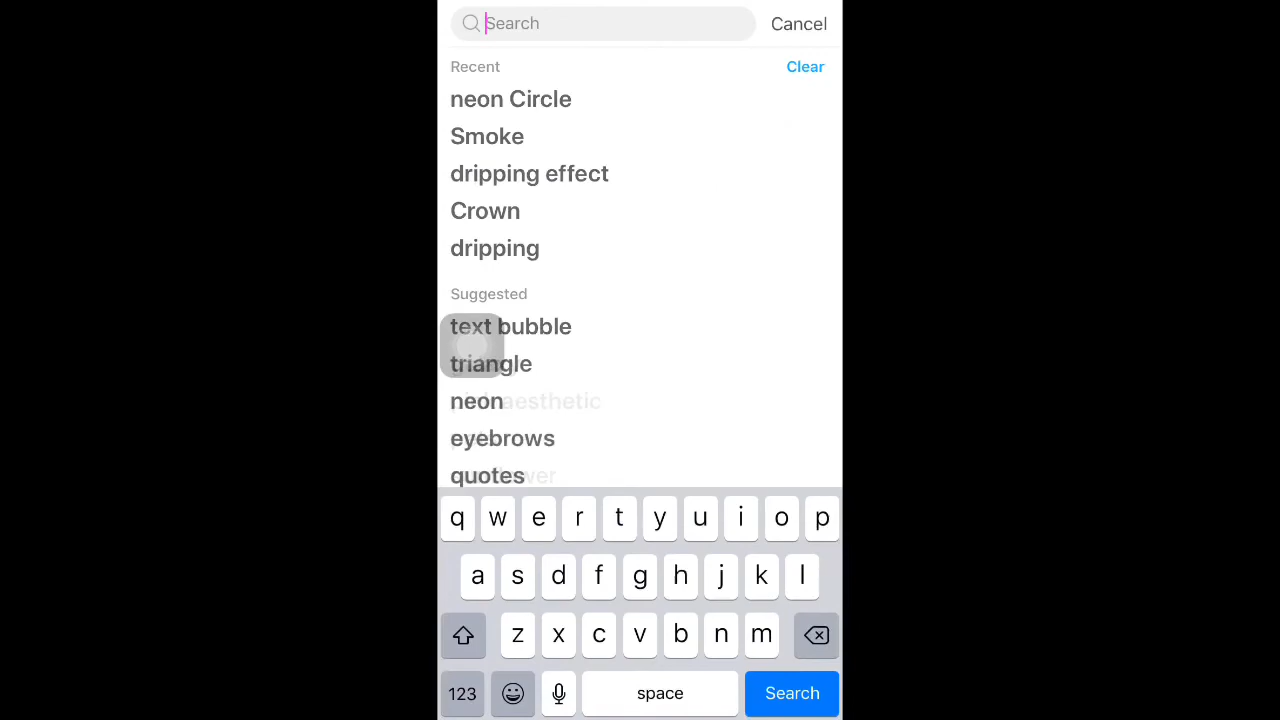 Search
Cancel
Recent
Clear
neon Circle
Smoke
dripping effect
Crown
dripping
Suggested
text bubble
triangle
neon
aesthetic
eyebrows
quotes
q w e r t y u i o p
a s d f g h j k l
z x c v b n m
123
space
Search